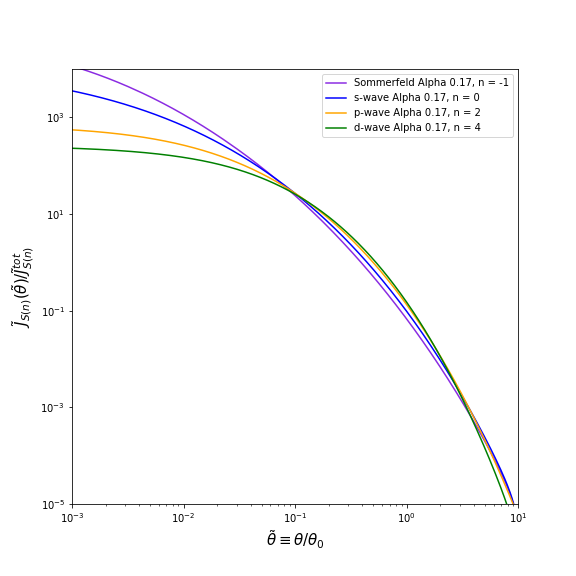 Sommerfeld Alpha 0.17, n = -1
s-wave Alpha 0.17, n = 0
p-wave Alpha 0.17, n = 2
d-wave Alpha 0.17, n = 4
10³
10¹
10⁻¹
10⁻³
10⁻⁵
J̃_{S(n)}(θ̃)/J̃^{tot}_{S(n)}
10⁻³ 10⁻² 10⁻¹ 10⁰ 10¹
θ̃ ≡ θ/θ₀